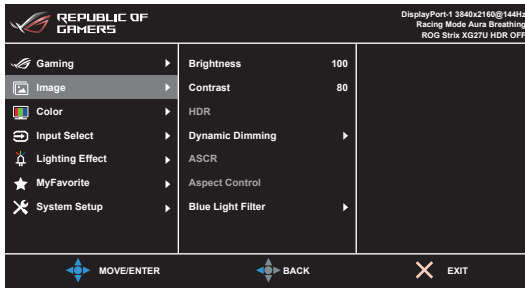 REPUBLIC OF
GAMERS
DisplayPort-1 3840x2160@144Hz
Racing Mode Aura Breathing
ROG Strix XG27U HDR OFF
Gaming
Image
Color
Input Select
Lighting Effect
MyFavorite
System Setup
Brightness 100
Contrast 80
HDR
Dynamic Dimming
ASCR
Aspect Control
Blue Light Filter
MOVE/ENTER BACK EXIT